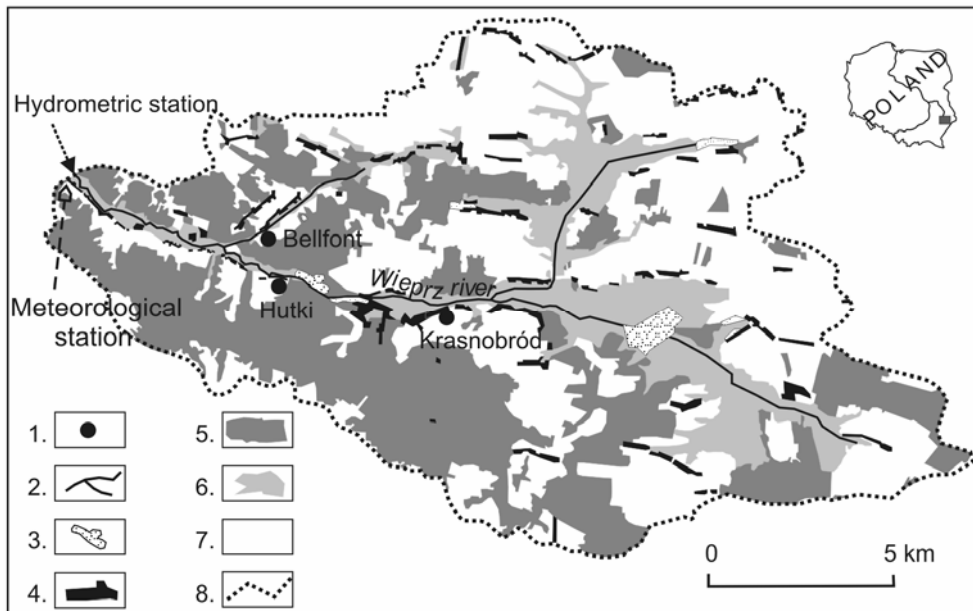 POLAND
Hydrometric station
Bellfont
Wieprz river
Meteorological
station
Hutki
Krasnobród
1.
5.
2.
6.
3.
7.
4.
8.
0
5 km